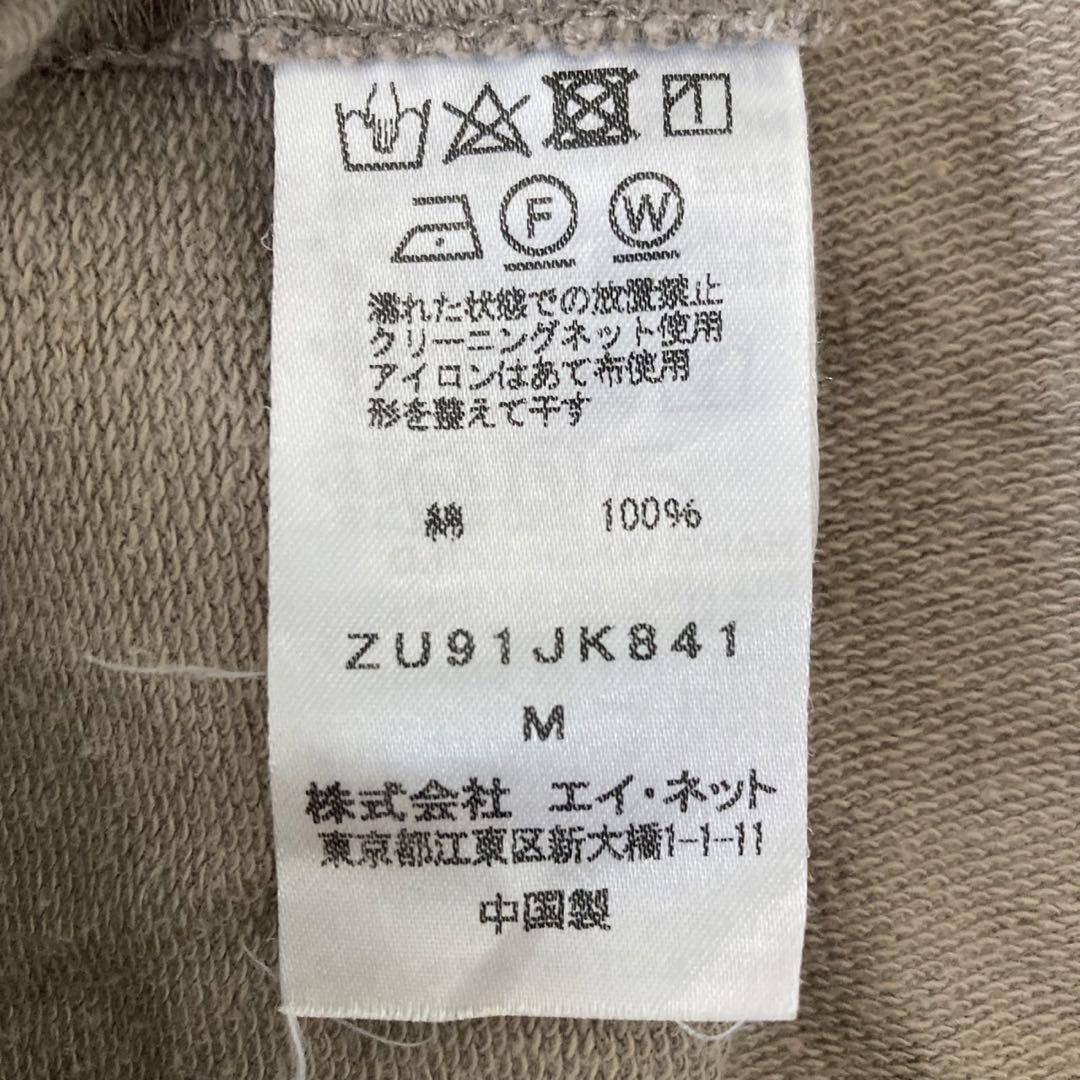 F W
濡れた状態での放置禁止
クリーニングネット使用
アイロンはあて布使用
形を整えて干す
綿 100%
ZU91JK841
M
株式会社 エイ・ネット
東京都江東区新大橋1-1-11
中国製